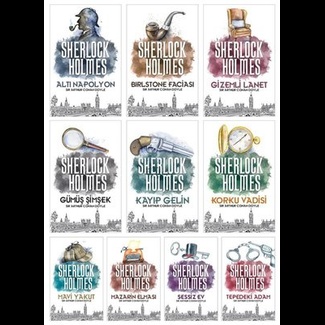 SHERLOCK
HOLMES
ALTI NAPOLYON
SIR ARTHUR CONAN DOYLE
SHERLOCK
HOLMES
BIRLSTONE FACİASI
SIR ARTHUR CONAN DOYLE
SHERLOCK
HOLMES
GİZEMLİ LANET
SIR ARTHUR CONAN DOYLE
SHERLOCK
HOLMES
GÜMÜŞ ŞİMŞEK
SIR ARTHUR CONAN DOYLE
SHERLOCK
HOLMES
KAYIP GELİN
SIR ARTHUR CONAN DOYLE
SHERLOCK
HOLMES
KORKU VADİSİ
SIR ARTHUR CONAN DOYLE
SHERLOCK
HOLMES
MAVİ YAKUT
SIR ARTHUR CONAN DOYLE
SHERLOCK
HOLMES
MAZARIN ELMASI
SIR ARTHUR CONAN DOYLE
SHERLOCK
HOLMES
SESSİZ EV
SIR ARTHUR CONAN DOYLE
SHERLOCK
HOLMES
TEPEDEKİ ADAM
SIR ARTHUR CONAN DOYLE